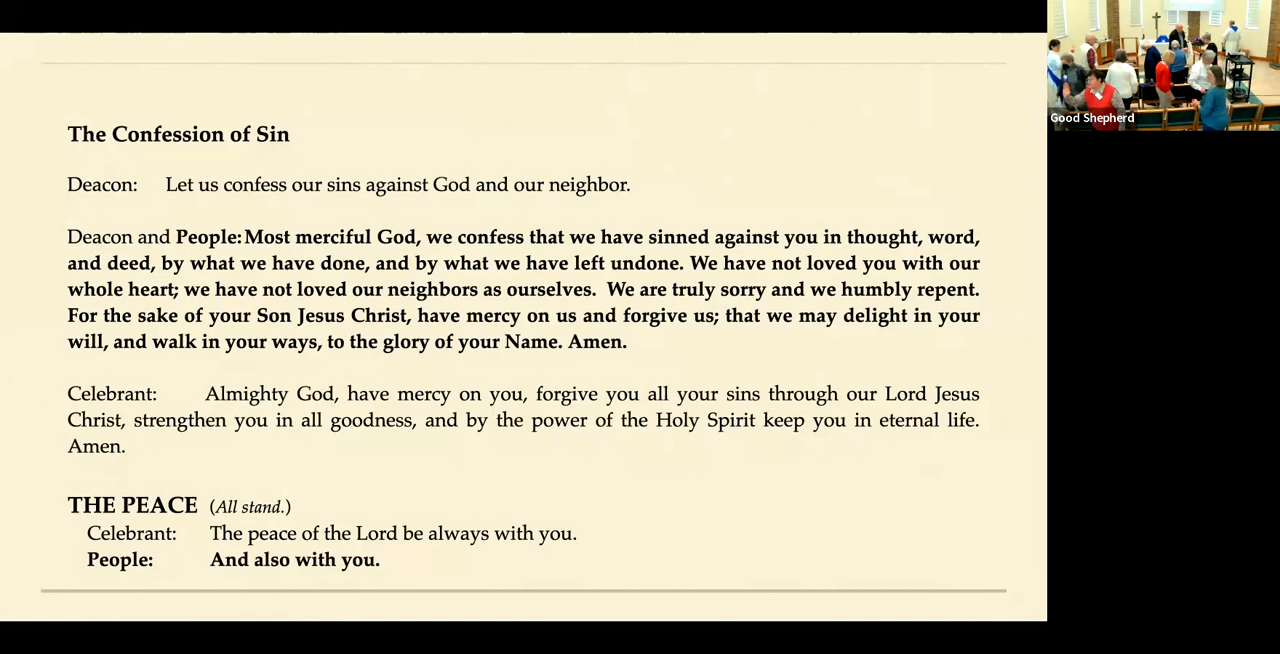 The Confession of Sin
Deacon: Let us confess our sins against God and our neighbor.
Deacon and People: Most merciful God, we confess that we have sinned against you in thought, word,
and deed, by what we have done, and by what we have left undone. We have not loved you with our
whole heart; we have not loved our neighbors as ourselves. We are truly sorry and we humbly repent.
For the sake of your Son Jesus Christ, have mercy on us and forgive us; that we may delight in your
will, and walk in your ways, to the glory of your Name. Amen.
Celebrant: Almighty God, have mercy on you, forgive you all your sins through our Lord Jesus
Christ, strengthen you in all goodness, and by the power of the Holy Spirit keep you in eternal life.
Amen.
THE PEACE (All stand.)
Celebrant: The peace of the Lord be always with you.
People: And also with you.
Good Shepherd